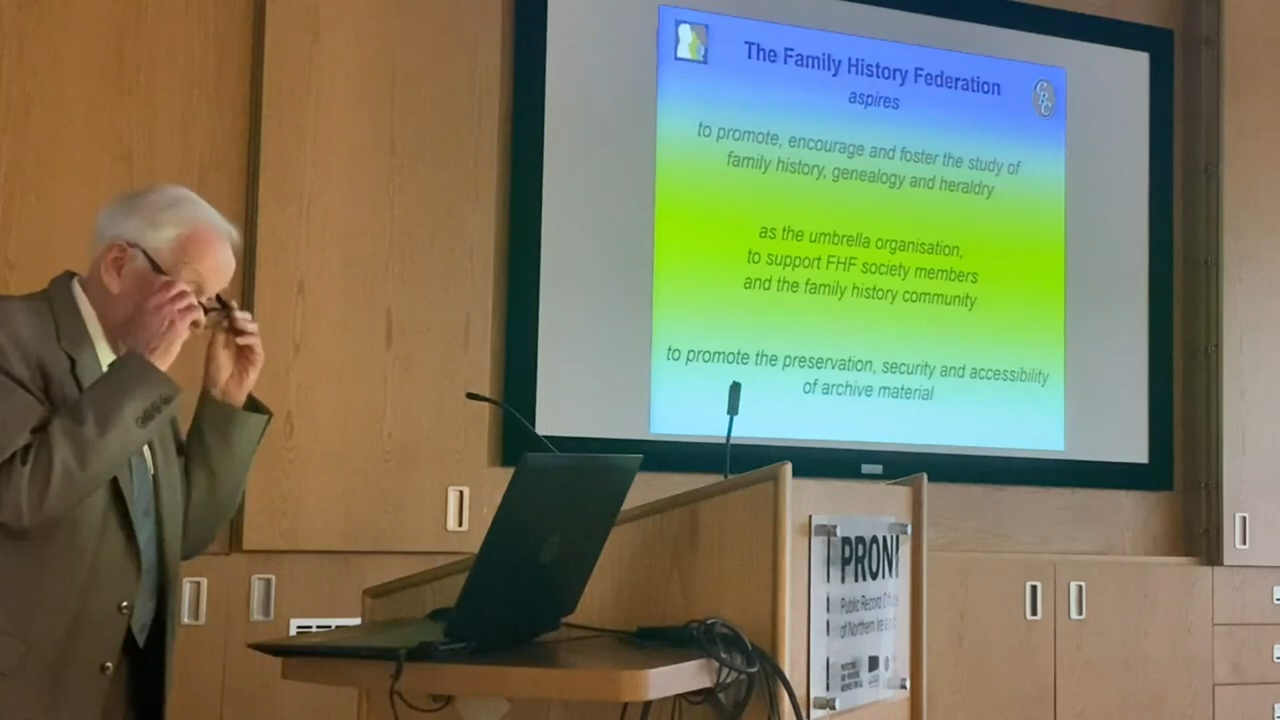 The Family History Federation
aspires
to promote, encourage and foster the study of
family history, genealogy and heraldry
as the umbrella organisation,
to support FHF society members
and the family history community
to promote the preservation, security and accessibility
of archive material
PRONI
Public Record Office
of Northern Ireland